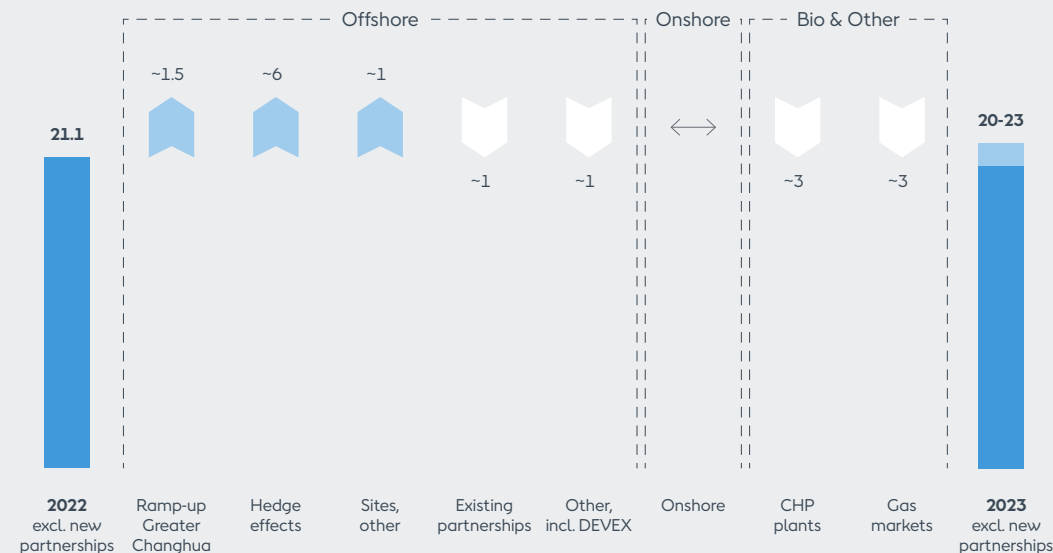 Offshore
Onshore
Bio & Other
~1.5
~6
~1
21.1
20-23
~1
~1
~3
~3
2022
excl. new
partnerships
Ramp-up
Greater
Changhua
Hedge
effects
Sites,
other
Existing
partnerships
Other,
incl. DEVEX
Onshore
CHP
plants
Gas
markets
2023
excl. new
partnerships